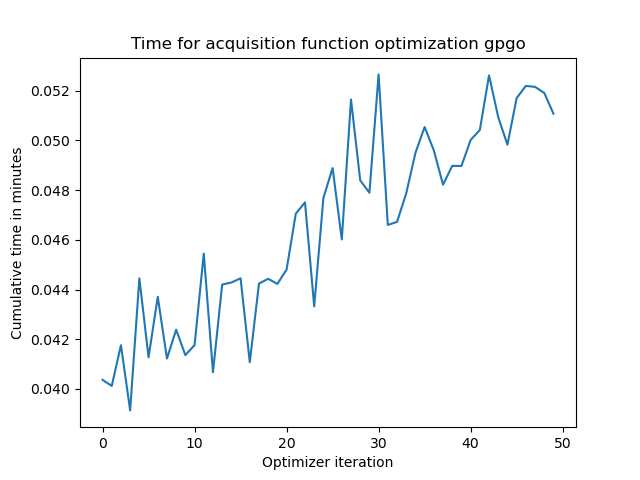 Time for acquisition function optimization gpgo
0.052
0.050
0.048
0.046
0.044
0.042
0.040
Cumulative time in minutes
0 10 20 30 40 50
Optimizer iteration